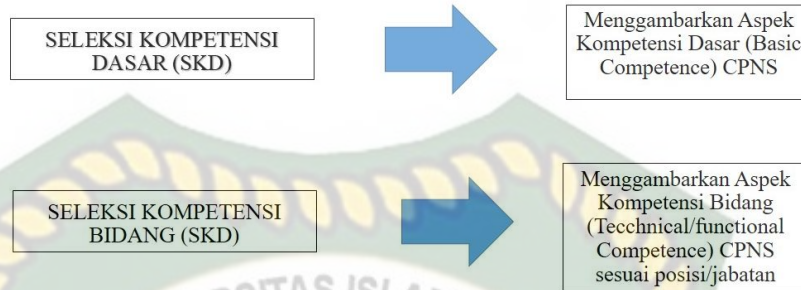 SELEKSI KOMPETENSI
DASAR (SKD)
Menggambarkan Aspek
Kompetensi Dasar (Basic
Competence) CPNS
SELEKSI KOMPETENSI
BIDANG (SKD)
Menggambarkan Aspek
Kompetensi Bidang
(Tecchnical/functional
Competence) CPNS
sesuai posisi/jabatan